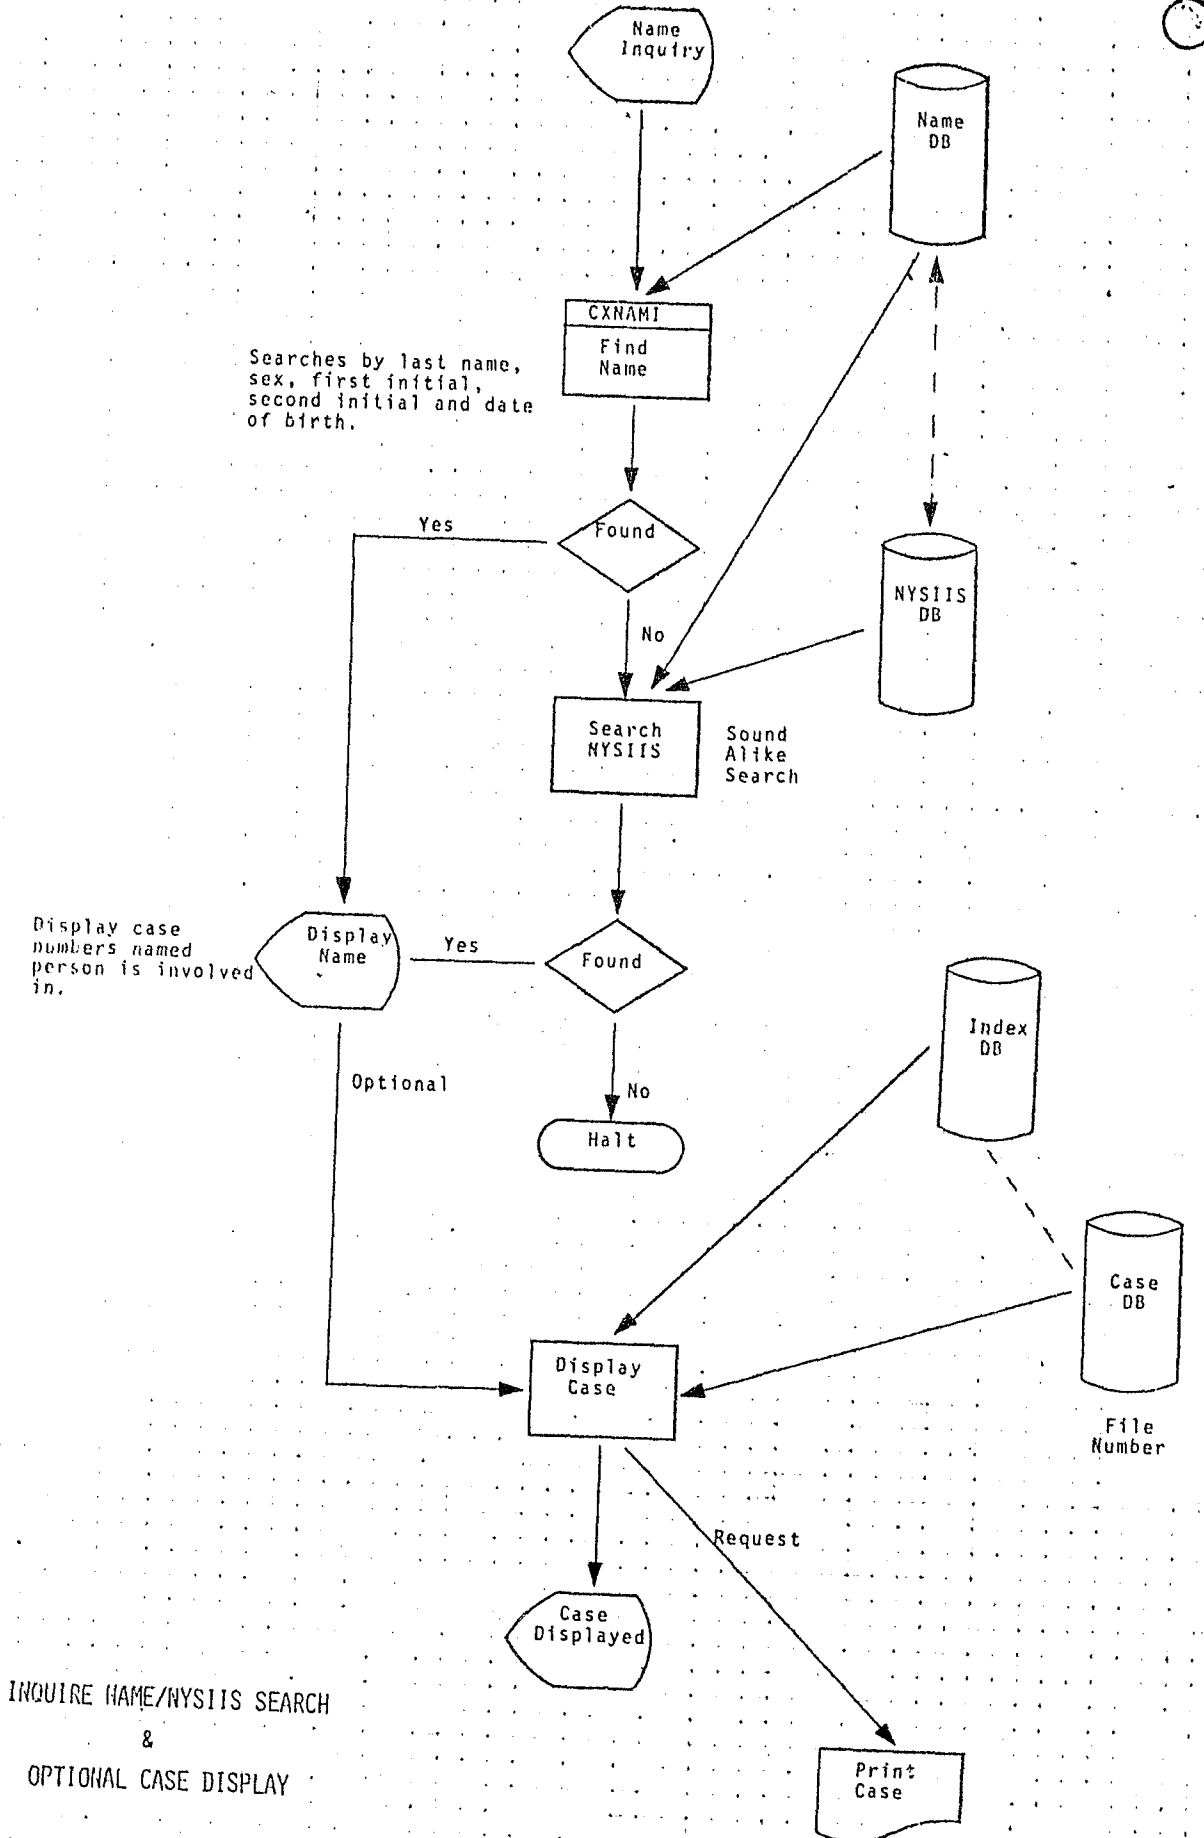 Name
Inquiry
Name
DB
CXNAMI
Find
Name
Searches by last name,
sex, first initial,
second initial and date
of birth.
Found
Yes
No
NYSIIS
DB
Search
NYSIIS
Sound
Alike
Search
Display case
numbers named
person is involved
in.
Display
Name
Yes
Found
Index
DB
Optional
No
Halt
Case
DB
Display
Case
File
Number
Request
Case
Displayed
INQUIRE NAME/NYSIIS SEARCH
&
OPTIONAL CASE DISPLAY
Print
Case